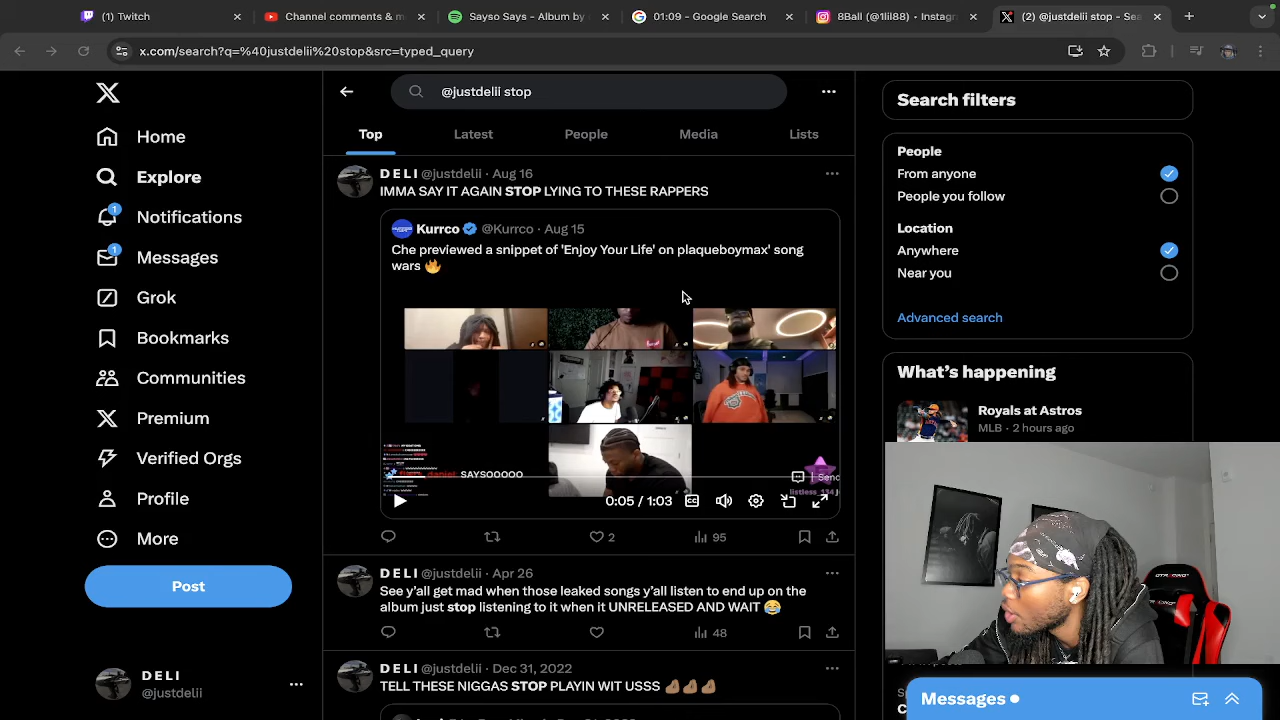 (1) Twitch
Channel comments & m
Sayso Says - Album by
01:09 - Google Search
8Ball (@1lil88) • Instagr
(2) @justdelii stop - Sea
x.com/search?q=%40justdelii%20stop&src=typed_query
@justdelii stop
Top
Latest
People
Media
Lists
Home
Explore
1
Notifications
1
Messages
Grok
Bookmarks
Communities
Premium
Verified Orgs
Profile
More
Post
D E L I
@justdelii
D E L I @justdelii · Aug 16
IMMA SAY IT AGAIN STOP LYING TO THESE RAPPERS
Kurrco @Kurrco · Aug 15
Che previewed a snippet of 'Enjoy Your Life' on plaqueboymax' song
wars 🔥
SAYSOOOOO
Send
0:05 / 1:03
CC
2
95
D E L I @justdelii · Apr 26
See y'all get mad when those leaked songs y'all listen to end up on the
album just stop listening to it when it UNRELEASED AND WAIT 😂
48
D E L I @justdelii · Dec 31, 2022
TELL THESE NIGGAS STOP PLAYIN WIT USSS 🤌🏽🤌🏽🤌🏽
Search filters
People
From anyone
People you follow
Location
Anywhere
Near you
Advanced search
What's happening
Royals at Astros
MLB · 2 hours ago
GTRACING
Messages